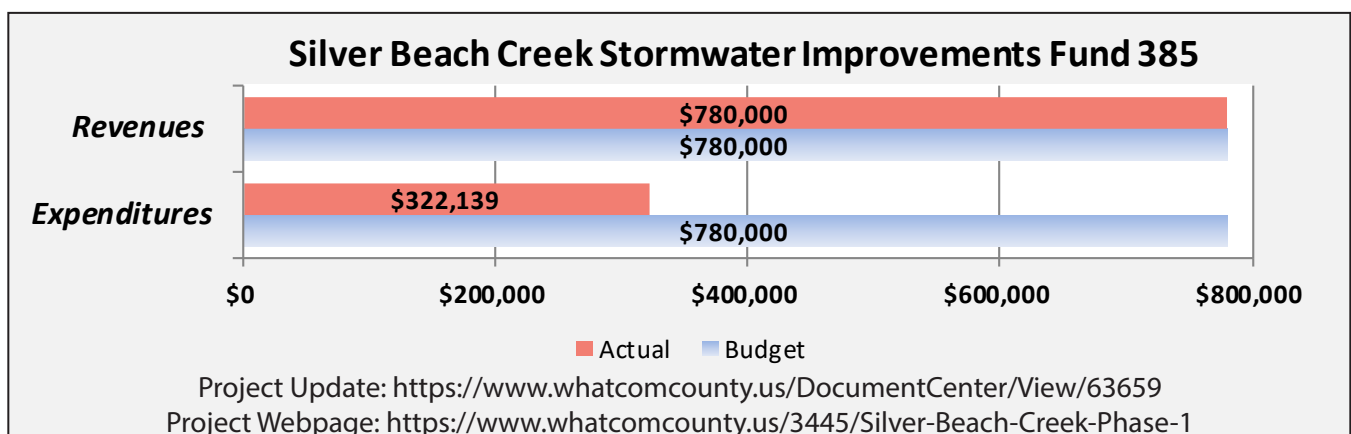 Silver Beach Creek Stormwater Improvements Fund 385
Revenues
$780,000
$780,000
Expenditures
$322,139
$780,000
$0 $200,000 $400,000 $600,000 $800,000
Actual Budget
Project Update: https://www.whatcomcounty.us/DocumentCenter/View/63659
Project Webpage: https://www.whatcomcounty.us/3445/Silver-Beach-Creek-Phase-1